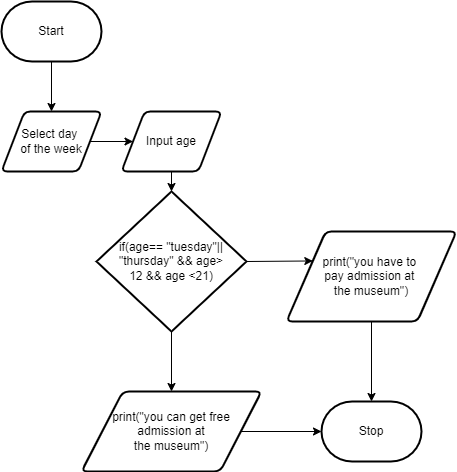 Start
Select day
of the week
Input age
if(age== "tuesday"||
"thursday" && age>
12 && age <21)
print("you have to
pay admission at
the museum")
print("you can get free
admission at
the museum")
Stop